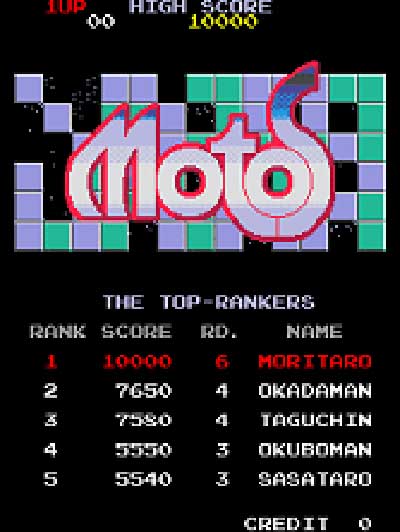 1UP HIGH SCORE
00 10000
Motos
THE TOP-RANKERS
RANK SCORE RD. NAME
1 10000 6 MORITARO
2 7650 4 OKADAMAN
3 7580 4 TAGUCHIN
4 5550 3 OKUBOMAN
5 5540 3 SASATARO
CREDIT 0